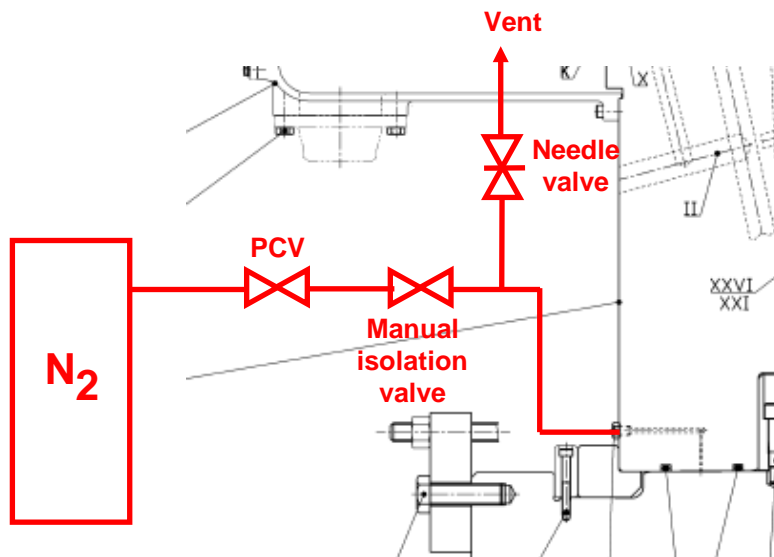 Vent
K
X
Needle
valve
II
PCV
XXVI
XXI
Manual
isolation
valve
N2